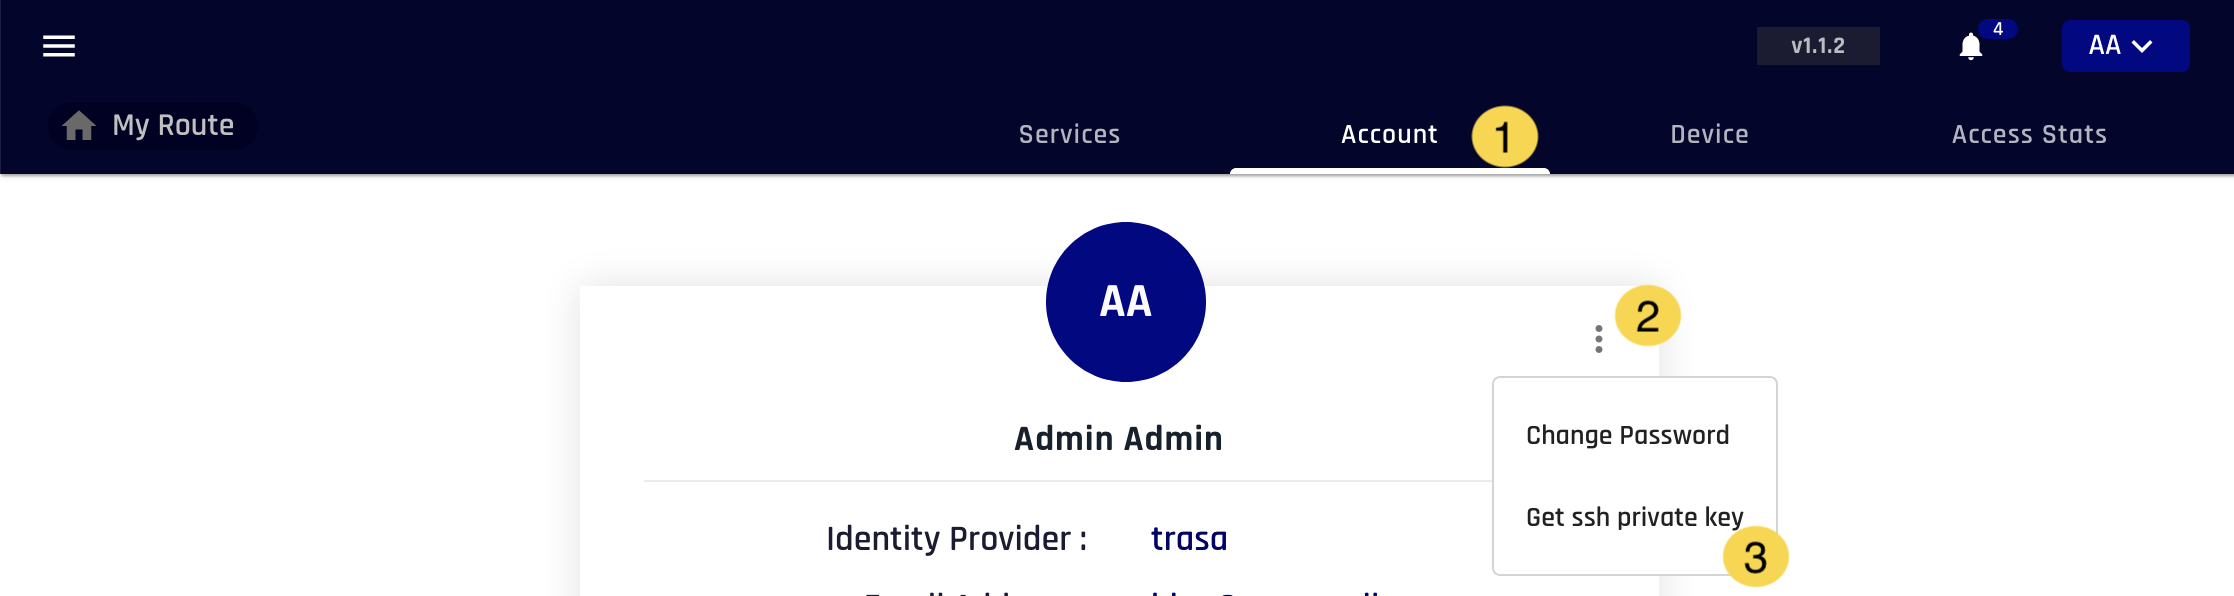 v1.1.2
4
AA
My Route
Services
Account
1
Device
Access Stats
AA
2
Admin Admin
Change Password
Get ssh private key
3
Identity Provider :
trasa